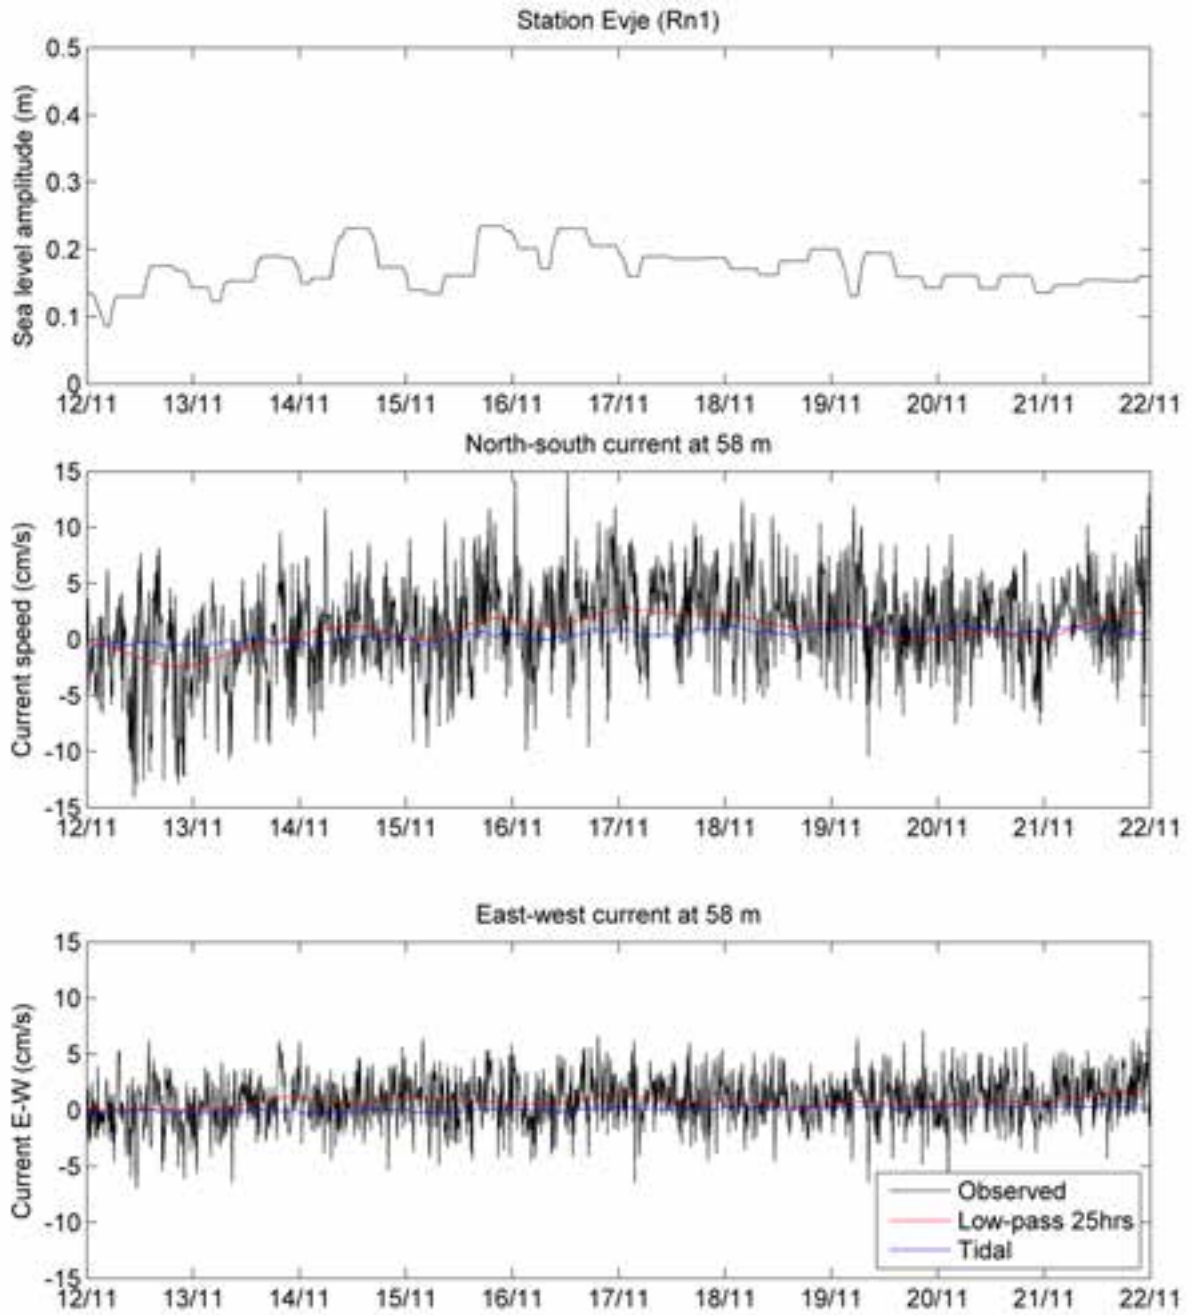 Station Evje (Rn1)
Sea level amplitude (m)
0.5
0.4
0.3
0.2
0.1
0
12/11 13/11 14/11 15/11 16/11 17/11 18/11 19/11 20/11 21/11 22/11
North-south current at 58 m
Current speed (cm/s)
15
10
5
0
-5
-10
-15
12/11 13/11 14/11 15/11 16/11 17/11 18/11 19/11 20/11 21/11 22/11
East-west current at 58 m
Current E-W (cm/s)
15
10
5
0
-5
-10
-15
Observed
Low-pass 25hrs
Tidal
12/11 13/11 14/11 15/11 16/11 17/11 18/11 19/11 20/11 21/11 22/11